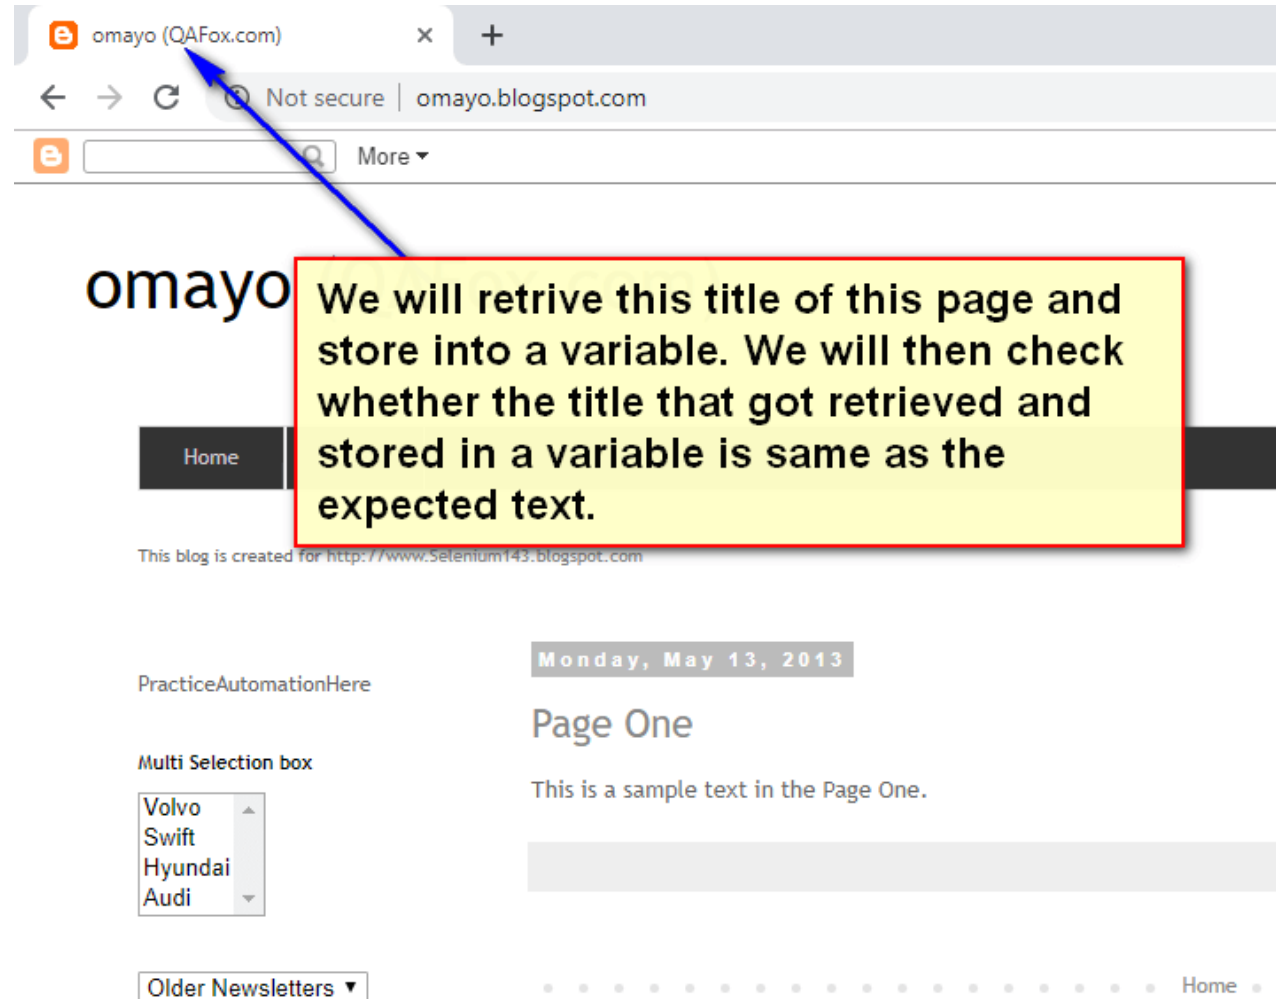 omayo (QAFox.com)
Not secure | omayo.blogspot.com
More
omayo
We will retrive this title of this page and
store into a variable. We will then check
whether the title that got retrieved and
stored in a variable is same as the
expected text.
Home
This blog is created for http://www.Selenium143.blogspot.com
PracticeAutomationHere
Multi Selection box
Volvo
Swift
Hyundai
Audi
Older Newsletters
Monday, May 13, 2013
Page One
This is a sample text in the Page One.
Home